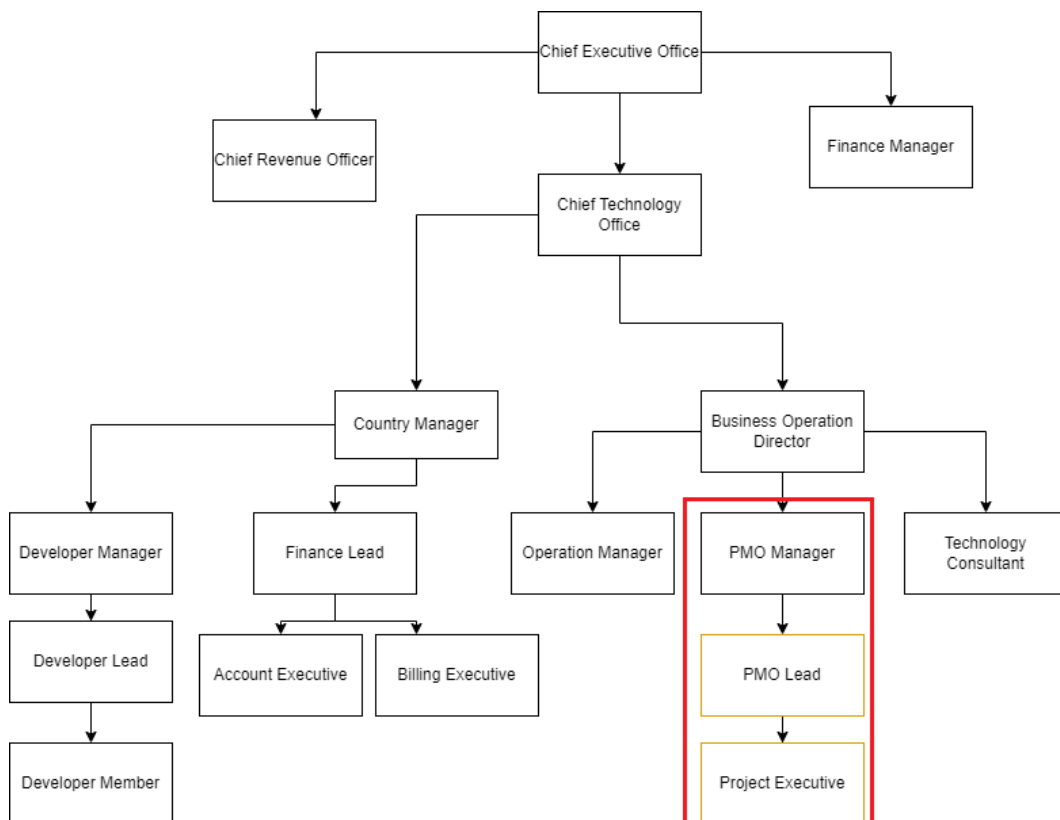 Chief Executive Office
Chief Revenue Officer
Finance Manager
Chief Technology
Office
Country Manager
Business Operation
Director
Developer Manager
Finance Lead
Operation Manager
PMO Manager
Technology
Consultant
Developer Lead
Account Executive
Billing Executive
PMO Lead
Developer Member
Project Executive